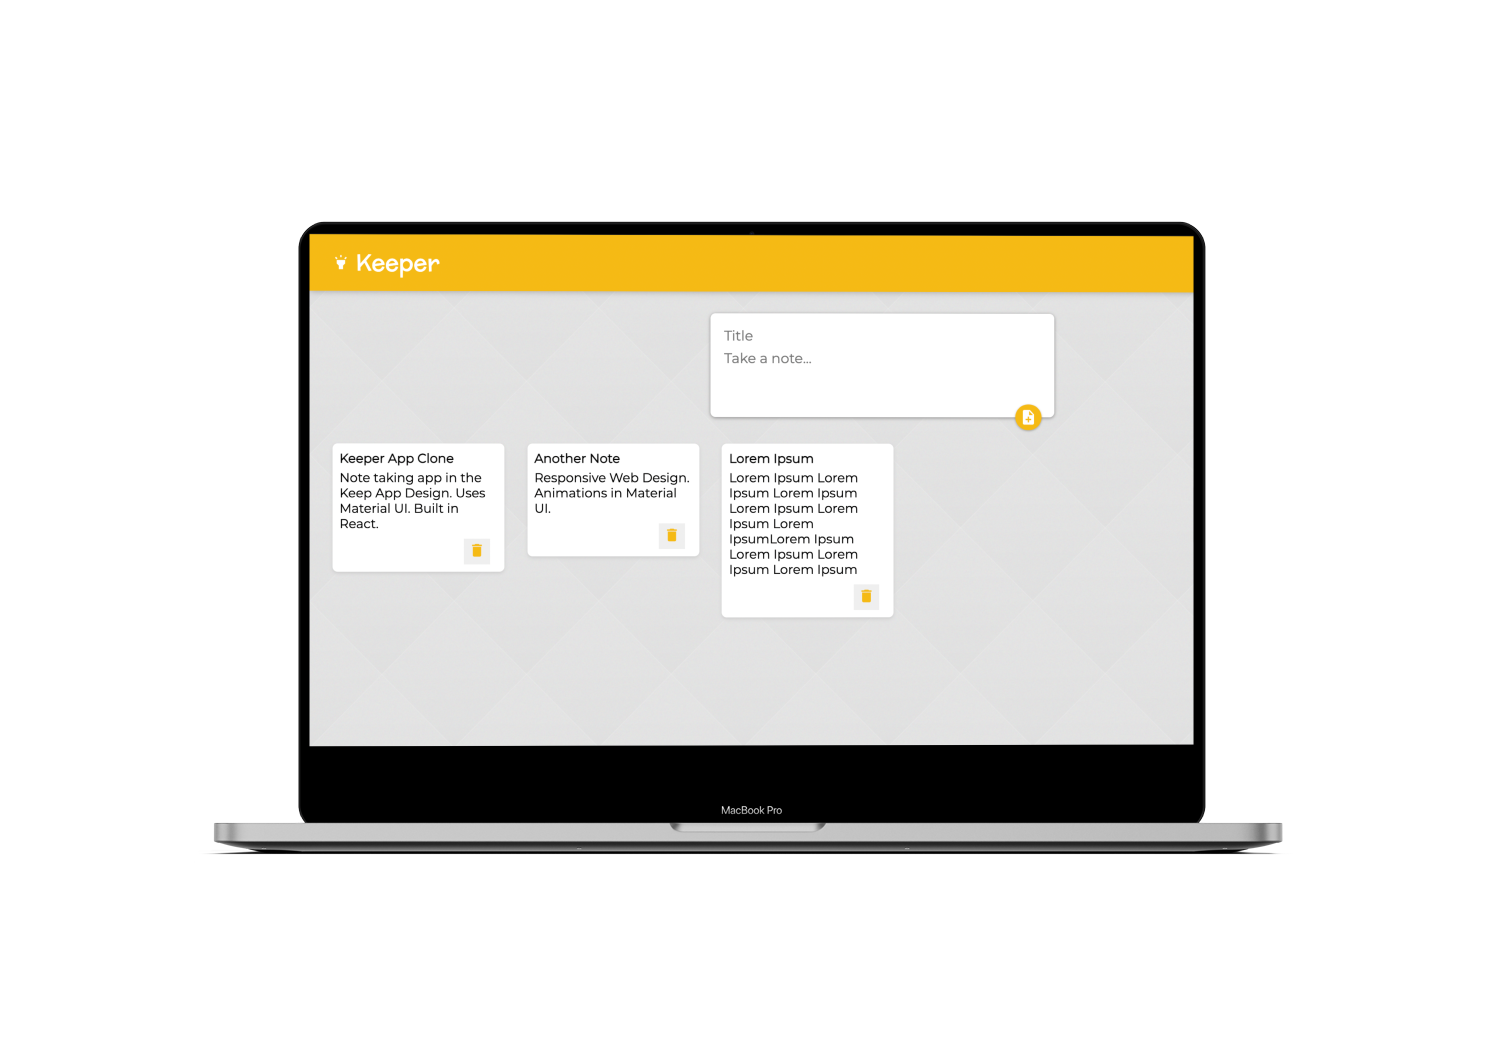 Keeper
Title
Take a note...
Keeper App Clone
Note taking app in the
Keep App Design. Uses
Material UI. Built in
React.
Another Note
Responsive Web Design.
Animations in Material
UI.
Lorem Ipsum
Lorem Ipsum Lorem
Ipsum Lorem Ipsum
Lorem Ipsum Lorem
Ipsum Lorem
IpsumLorem Ipsum
Lorem Ipsum Lorem
Ipsum Lorem Ipsum
MacBook Pro